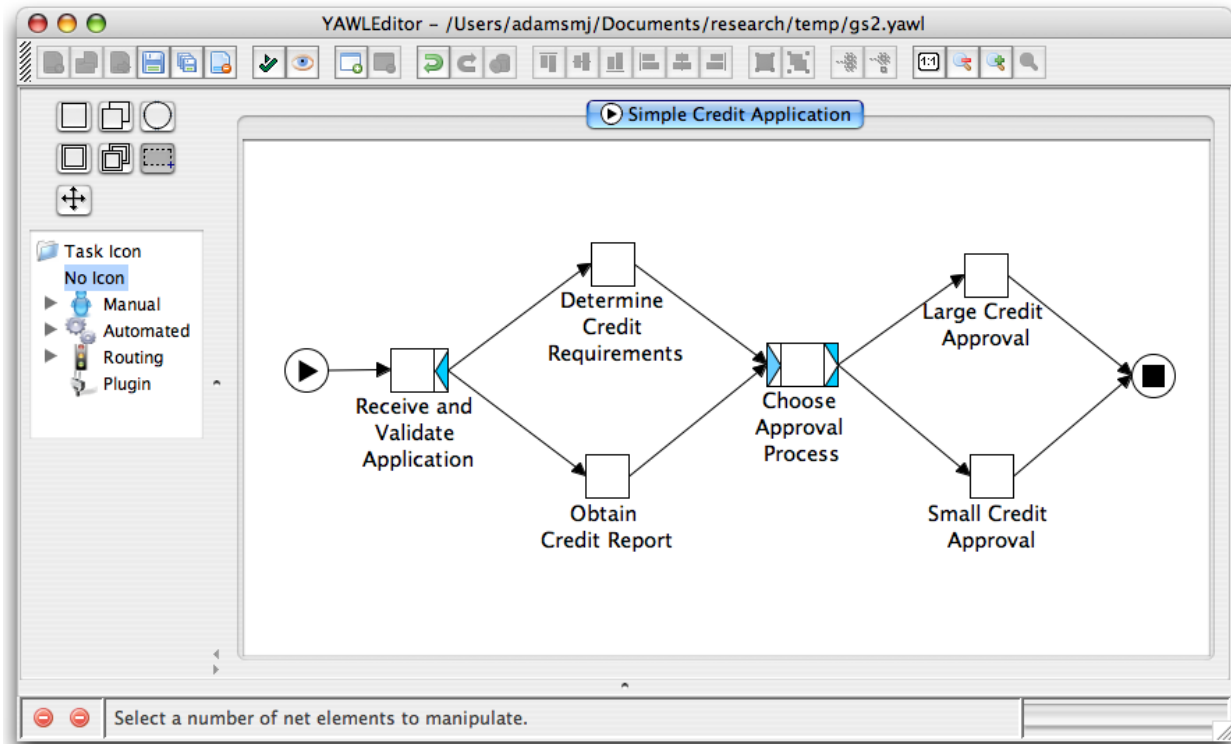 YAWLEditor – /Users/adamsmj/Documents/research/temp/gs2.yawl
1:1
Simple Credit Application
Task Icon
No Icon
Manual
Automated
Routing
Plugin
Receive and
Validate
Application
Determine
Credit
Requirements
Obtain
Credit Report
Choose
Approval
Process
Large Credit
Approval
Small Credit
Approval
Select a number of net elements to manipulate.